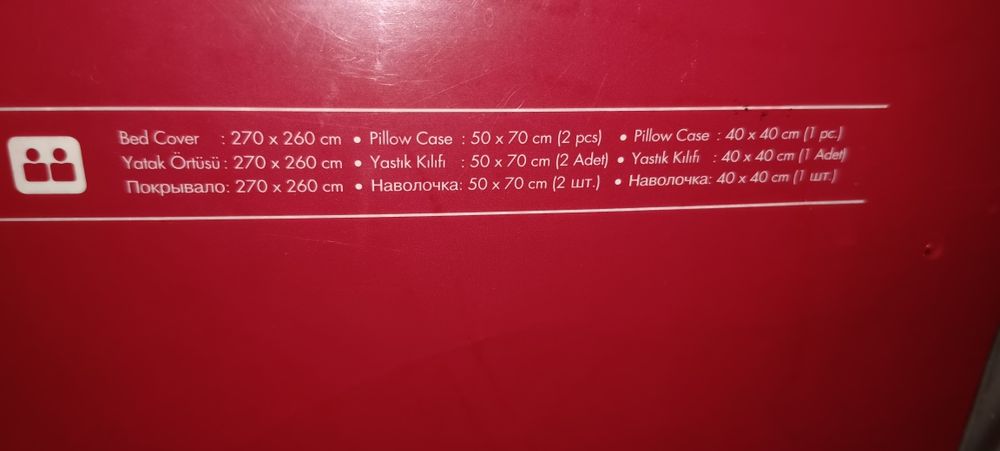 Bed Cover : 270 x 260 cm • Pillow Case : 50 x 70 cm (2 pcs) • Pillow Case : 40 x 40 cm (1 pc.)
Yatak Örtüsü : 270 x 260 cm • Yastık Kılıfı : 50 x 70 cm (2 Adet) • Yastık Kılıfı : 40 x 40 cm (1 Adet)
Покрывало: 270 x 260 cm • Наволочка: 50 x 70 cm (2 шт.) • Наволочка: 40 x 40 cm (1 шт.)